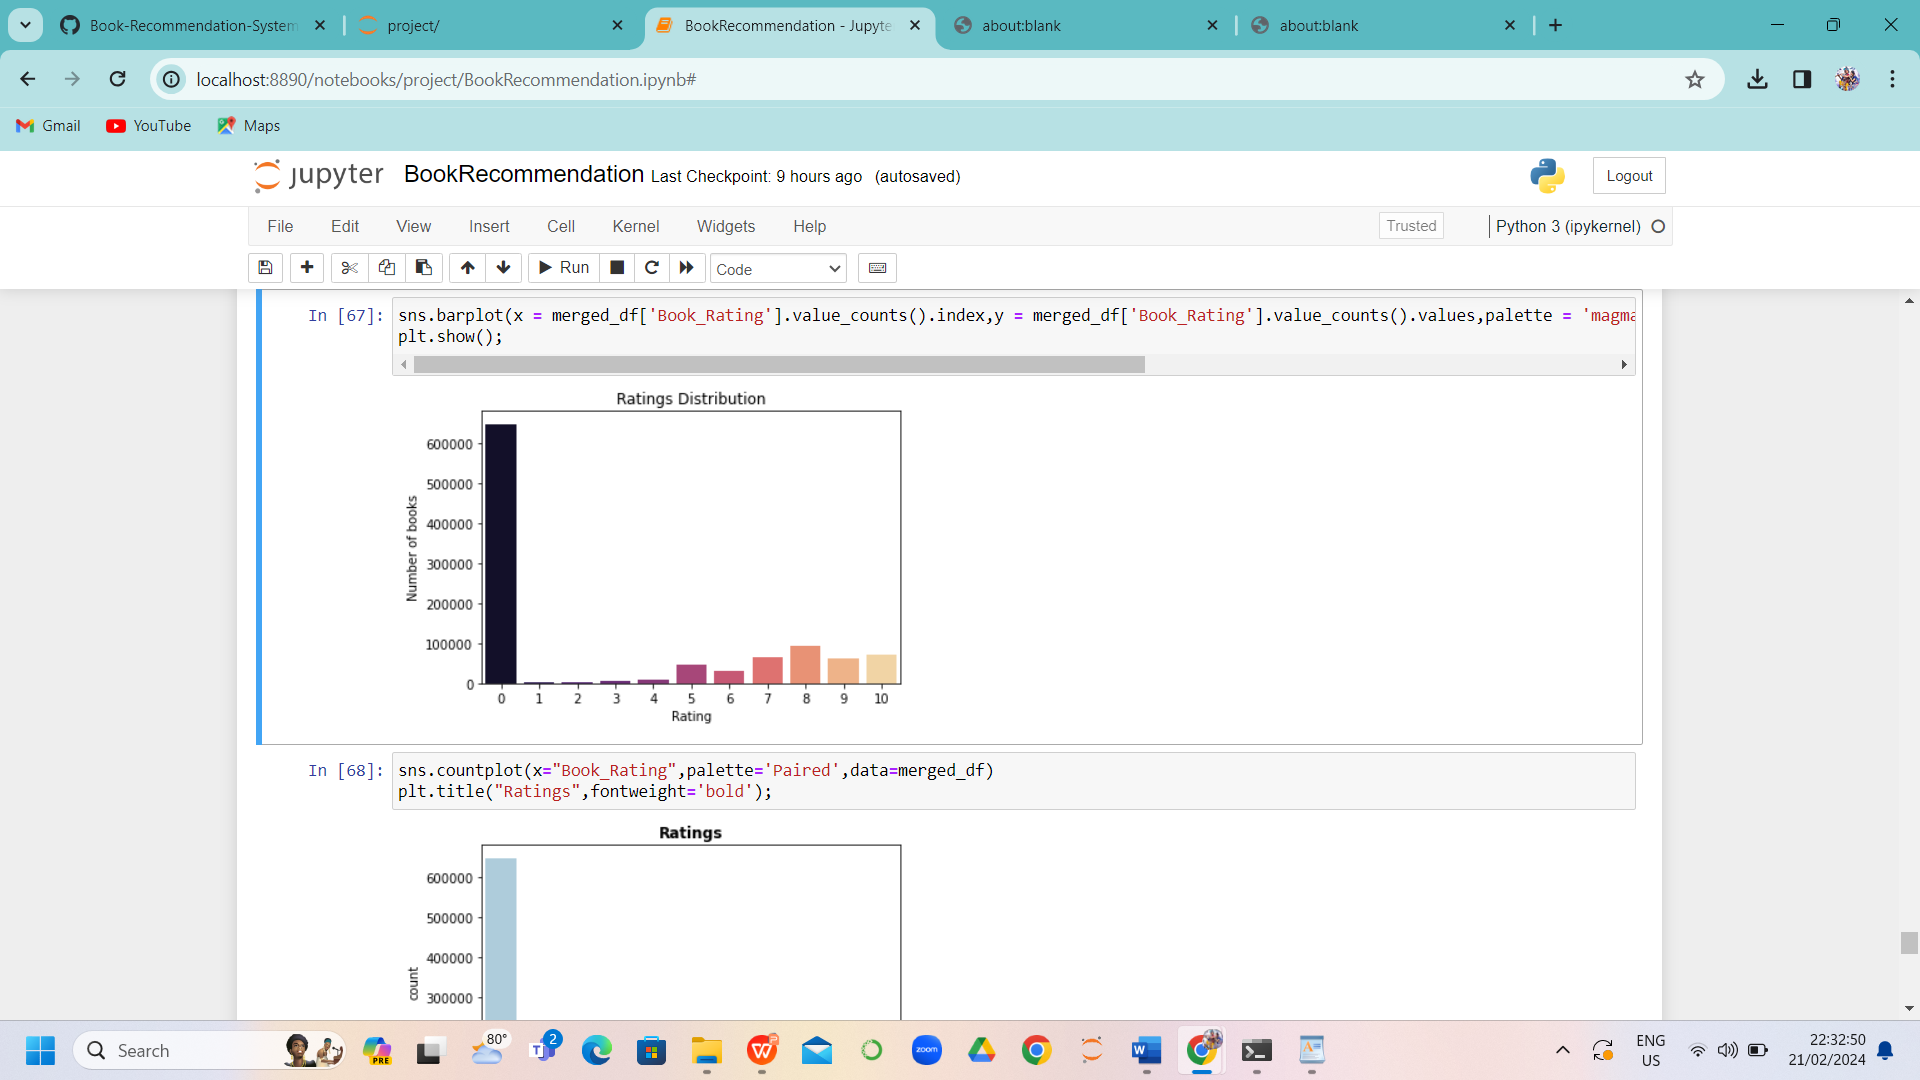 Book-Recommendation-System
project/
BookRecommendation - Jupyte
about:blank
about:blank
localhost:8890/notebooks/project/BookRecommendation.ipynb#
Gmail
YouTube
Maps
jupyter
BookRecommendation Last Checkpoint: 9 hours ago (autosaved)
Logout
File Edit View Insert Cell Kernel Widgets Help
Trusted
Python 3 (ipykernel)
Run
Code
In [67]:
sns.barplot(x = merged_df['Book_Rating'].value_counts().index,y = merged_df['Book_Rating'].value_counts().values,palette = 'magma
plt.show();
Ratings Distribution
600000
500000
400000
300000
200000
100000
0
Number of books
0 1 2 3 4 5 6 7 8 9 10
Rating
In [68]:
sns.countplot(x="Book_Rating",palette='Paired',data=merged_df)
plt.title("Ratings",fontweight='bold');
Ratings
600000
500000
400000
300000
count
Search
PRE
80°
2
zoom
ENG
US
22:32:50
21/02/2024